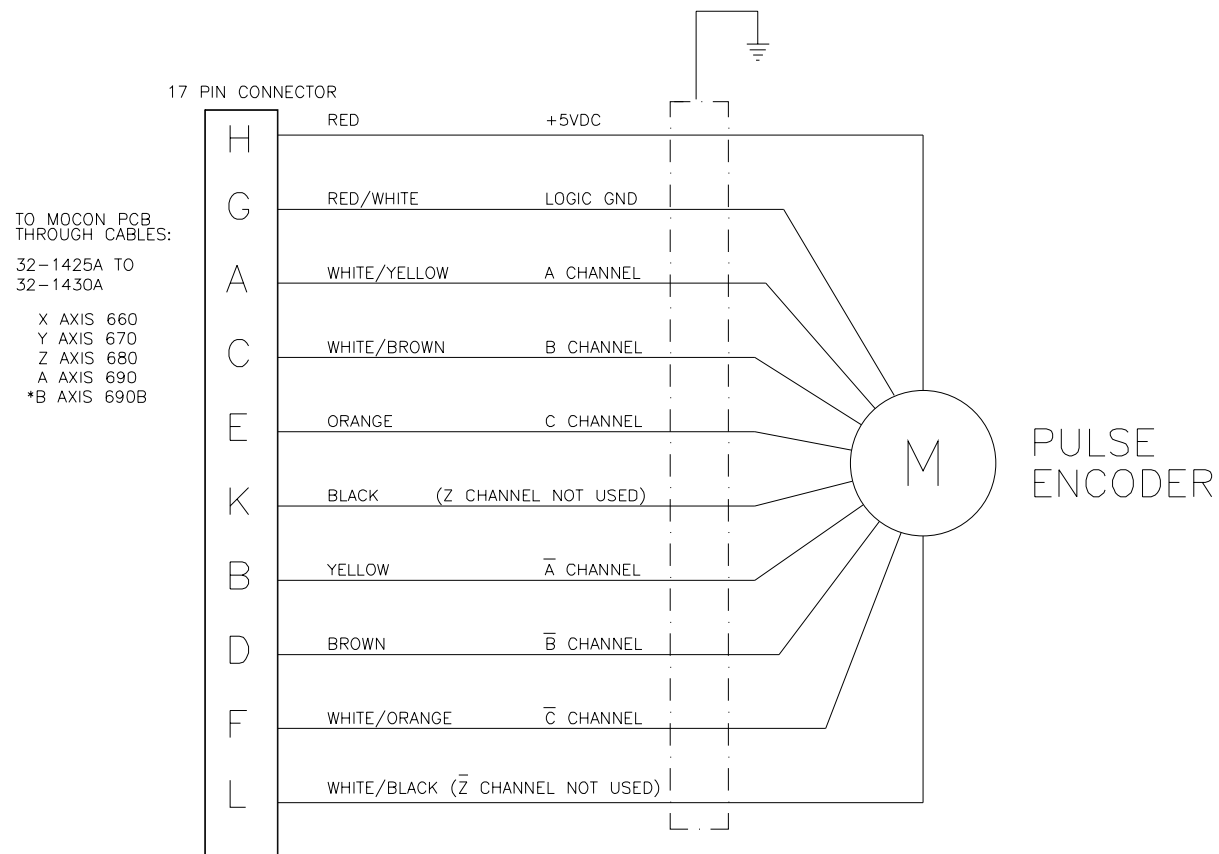 17 PIN CONNECTOR
H RED +5VDC
G RED/WHITE LOGIC GND
TO MOCON PCB
THROUGH CABLES:
32-1425A TO
32-1430A
X AXIS 660
Y AXIS 670
Z AXIS 680
A AXIS 690
*B AXIS 690B
A WHITE/YELLOW A CHANNEL
C WHITE/BROWN B CHANNEL
E ORANGE C CHANNEL
K BLACK (Z CHANNEL NOT USED)
B YELLOW A̅ CHANNEL
D BROWN B̅ CHANNEL
F WHITE/ORANGE C̅ CHANNEL
L WHITE/BLACK (Z̅ CHANNEL NOT USED)
M
PULSE
ENCODER